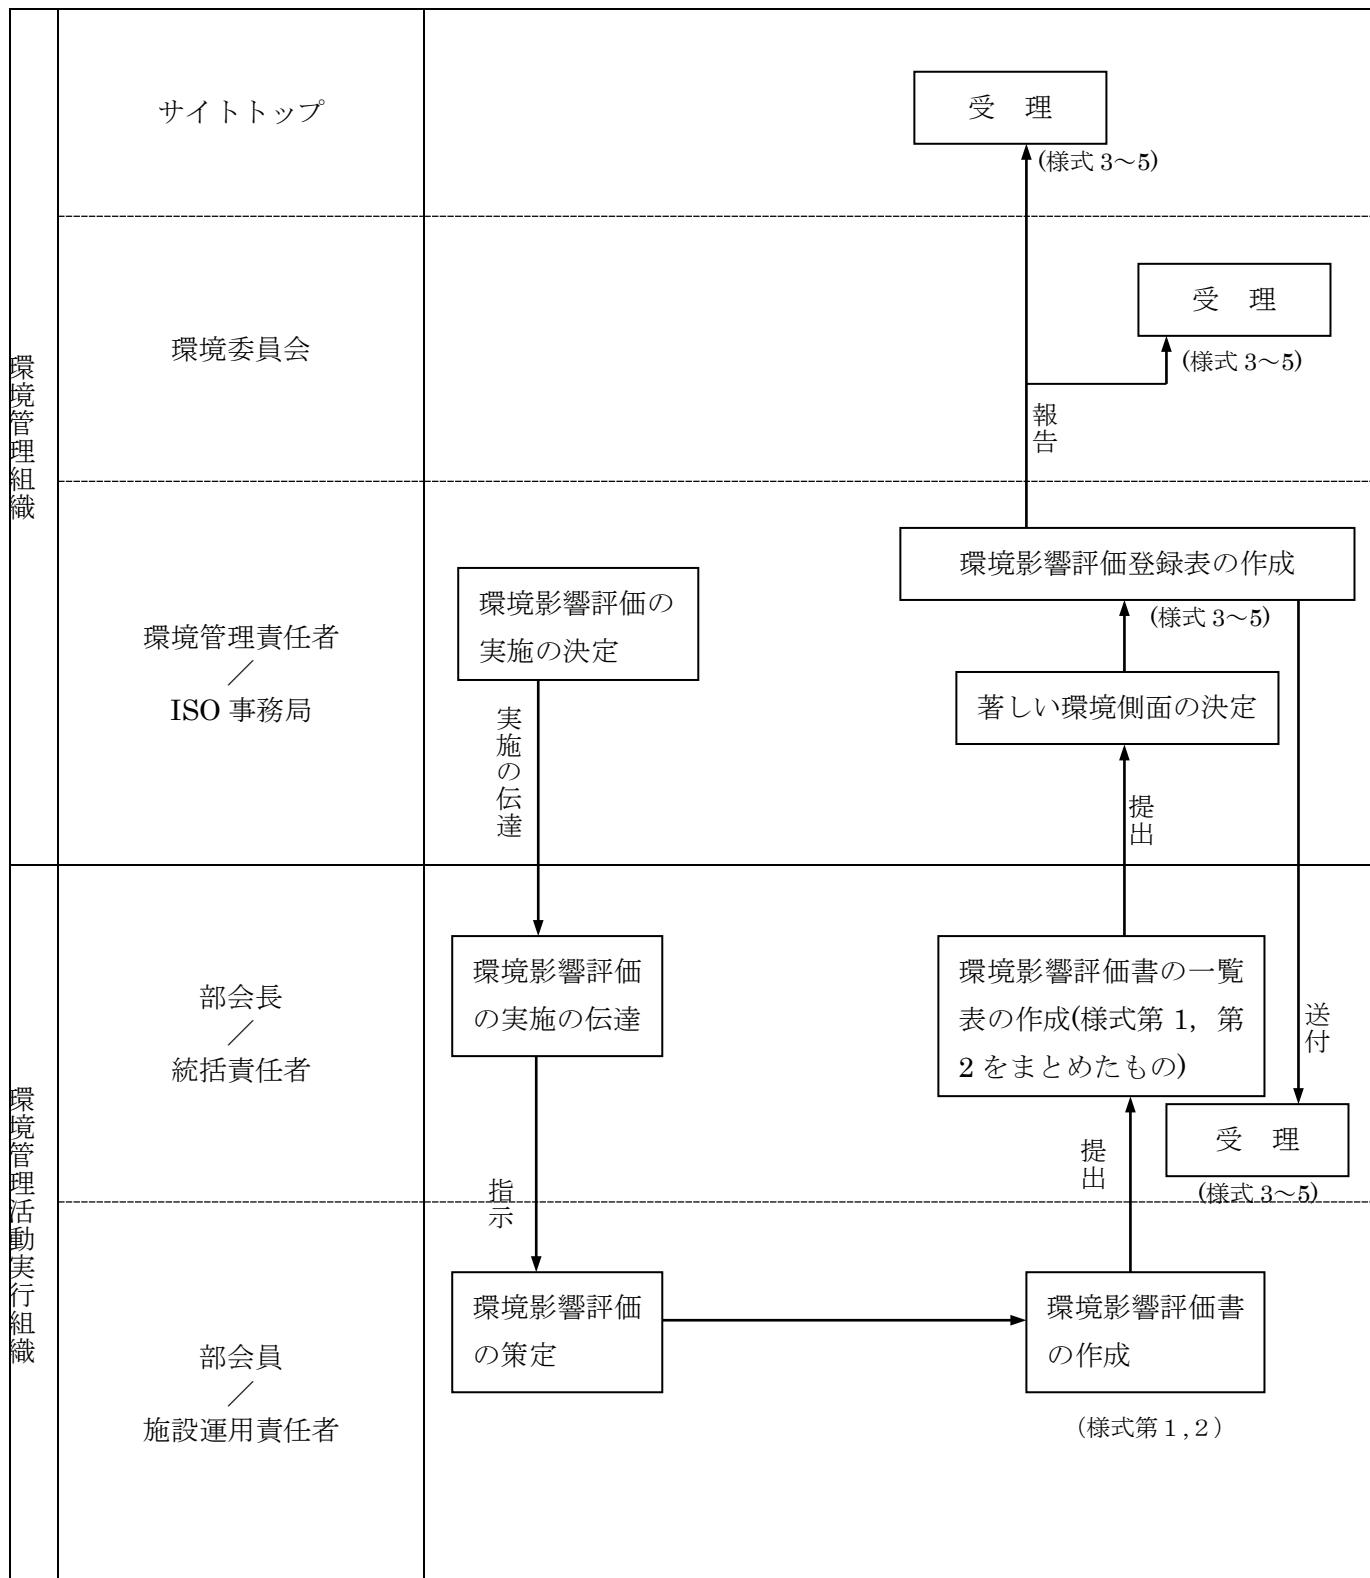 環境管理組織
サイトトップ
受　理
(様式 3～5)
環境委員会
受　理
(様式 3～5)
報告
環境管理責任者
／
ISO 事務局
環境影響評価の
実施の決定
実施の伝達
環境影響評価登録表の作成
(様式 3～5)
著しい環境側面の決定
提出
環境管理活動実行組織
部会長
／
統括責任者
環境影響評価
の実施の伝達
環境影響評価書の一覧
表の作成(様式第 1，第
2 をまとめたもの)
送付
受　理
(様式 3～5)
指示
提出
部会員
／
施設運用責任者
環境影響評価
の策定
環境影響評価書
の作成
（様式第１,２）